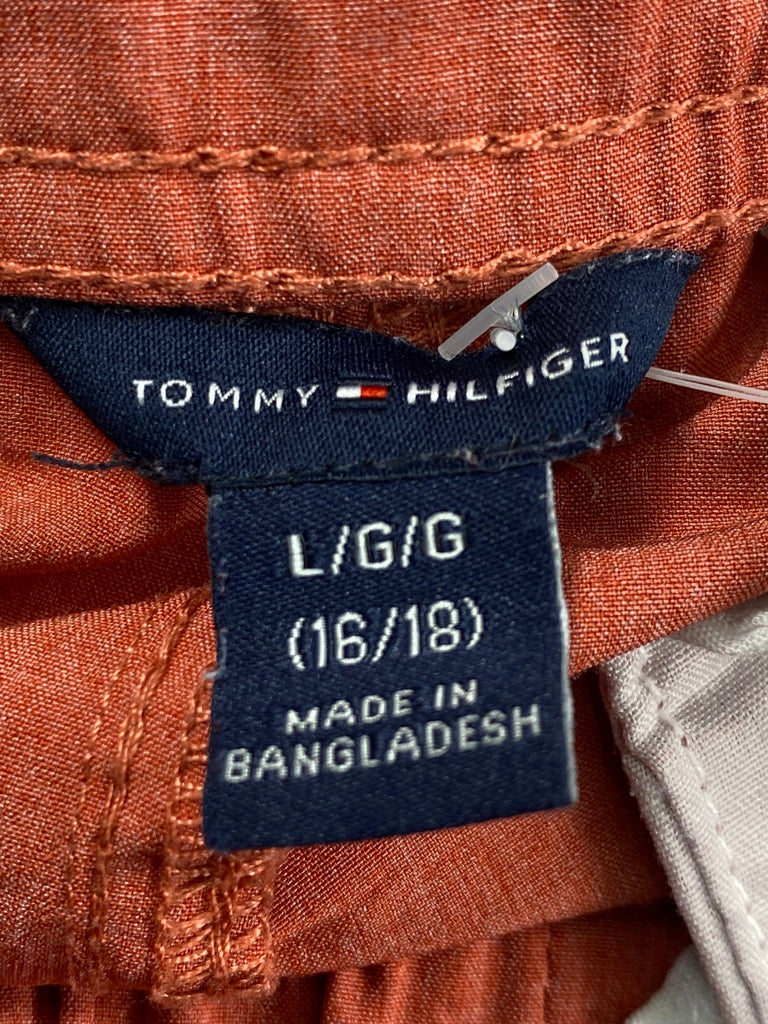 TOMMY HILFIGER
L/G/G
(16/18)
MADE IN
BANGLADESH